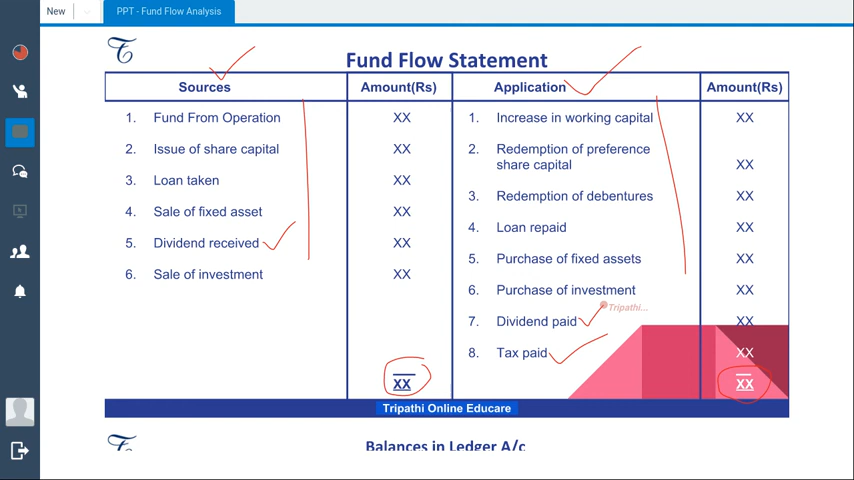 New
PPT - Fund Flow Analysis
Fund Flow Statement
Sources Amount(Rs) Application Amount(Rs)
1. Fund From Operation XX 1. Increase in working capital XX
2. Issue of share capital XX 2. Redemption of preference
share capital XX
3. Loan taken XX 3. Redemption of debentures XX
4. Sale of fixed asset XX 4. Loan repaid XX
5. Dividend received XX 5. Purchase of fixed assets XX
6. Sale of investment XX 6. Purchase of investment XX
Tripathi...
7. Dividend paid XX
8. Tax paid XX
XX XX
Tripathi Online Educare
Balances in Ledger A/c